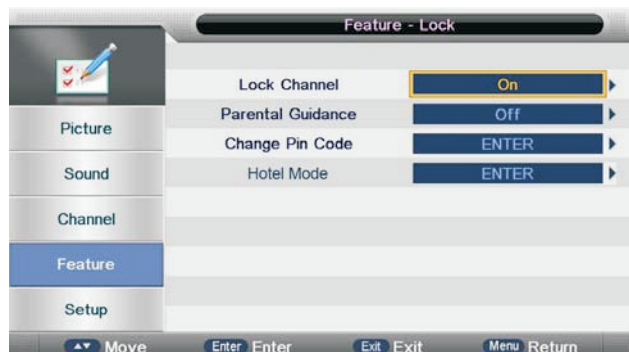 Feature - Lock
Lock Channel On
Parental Guidance Off
Change Pin Code ENTER
Hotel Mode ENTER
Picture
Sound
Channel
Feature
Setup
Move Enter Enter Exit Exit Menu Return